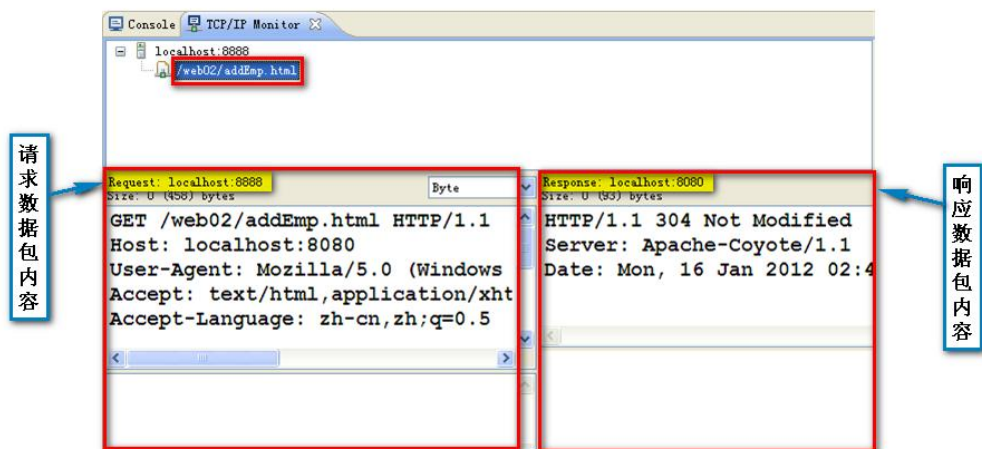 Console TCP/IP Monitor
localhost:8888
/web02/addEmp.html
请求数据包内容
Request: localhost:8888
Size: 0 (458) bytes
Byte
GET /web02/addEmp.html HTTP/1.1
Host: localhost:8080
User-Agent: Mozilla/5.0 (Windows
Accept: text/html,application/xht
Accept-Language: zh-cn,zh;q=0.5
Response: localhost:8080
Size: 0 (93) bytes
HTTP/1.1 304 Not Modified
Server: Apache-Coyote/1.1
Date: Mon, 16 Jan 2012 02:4
响应数据包内容